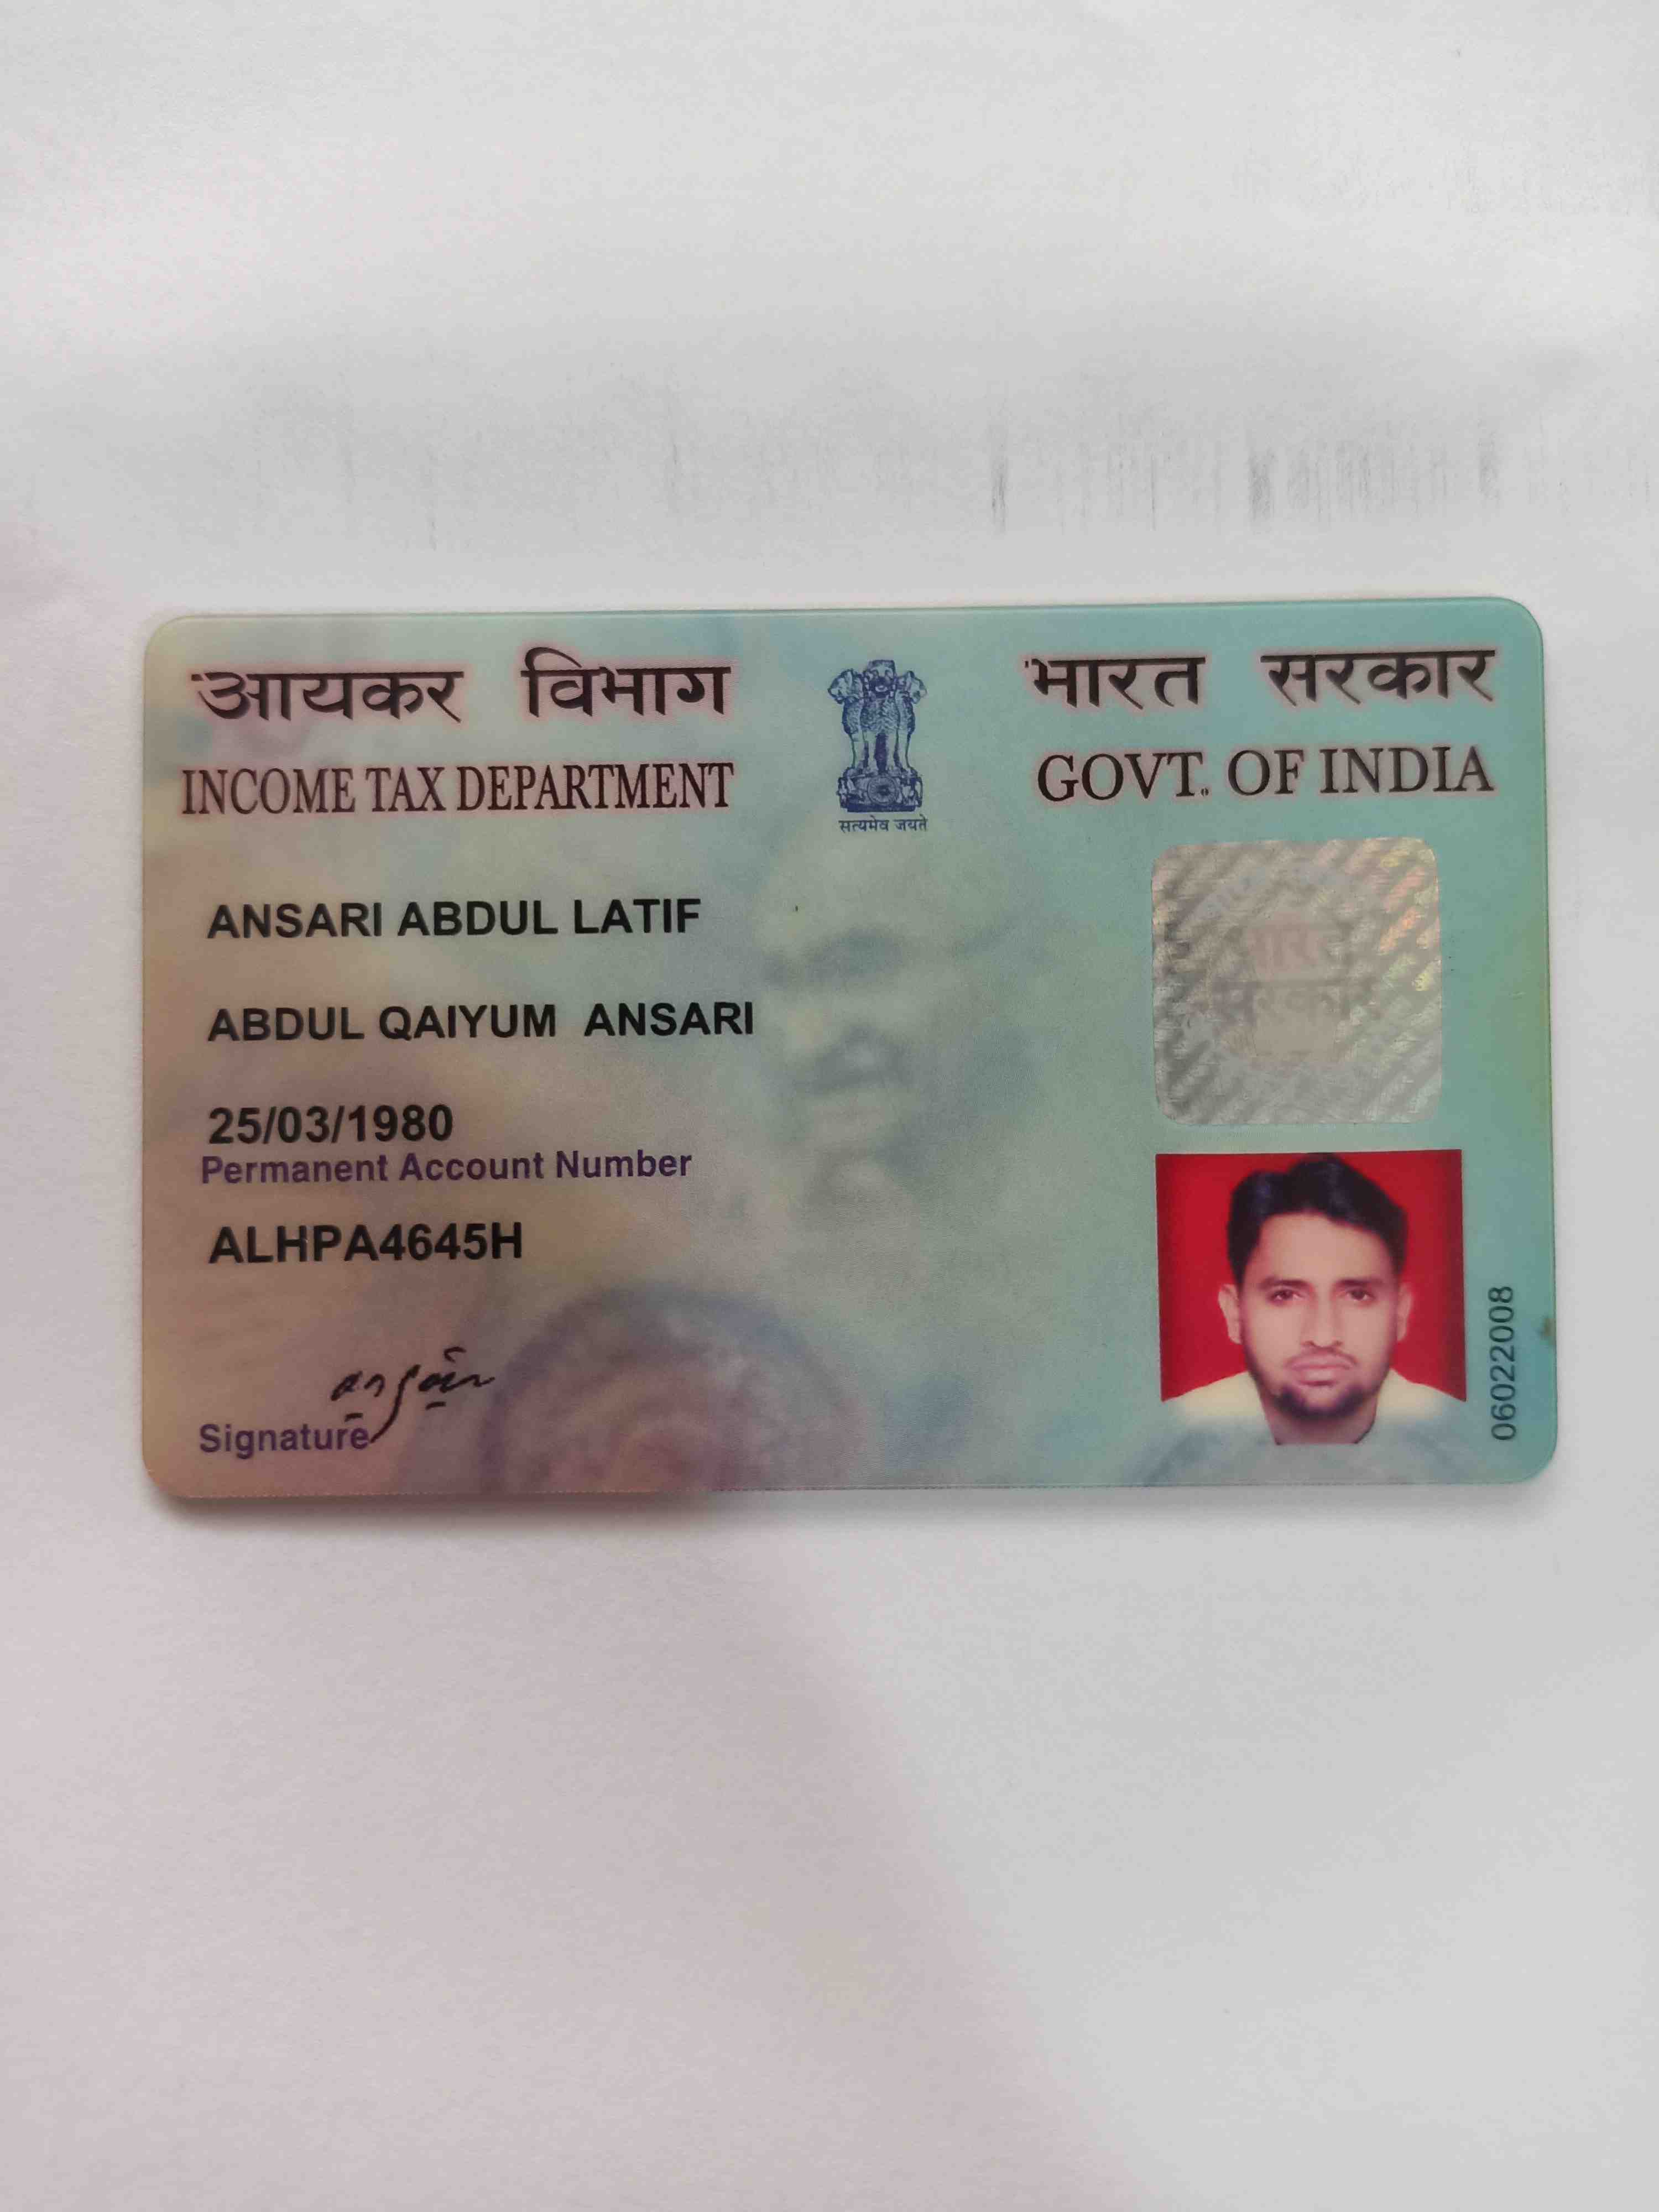 आयकर विभाग
INCOME TAX DEPARTMENT
सत्यमेव जयते
भारत सरकार
GOVT. OF INDIA
ANSARI ABDUL LATIF
ABDUL QAIYUM ANSARI
25/03/1980
Permanent Account Number
ALHPA4645H
Signature
भारत
सरकार
06022008